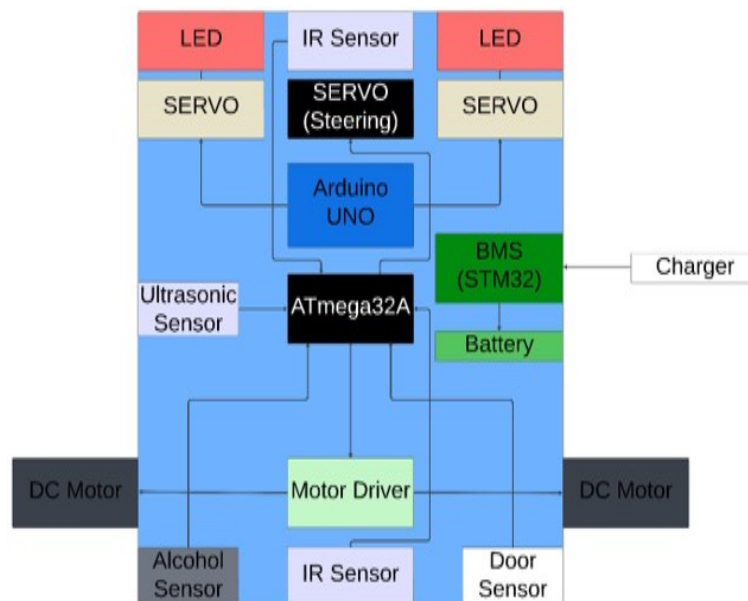 LED
IR Sensor
LED
SERVO
SERVO
(Steering)
SERVO
Arduino
UNO
BMS
(STM32)
Charger
Ultrasonic
Sensor
ATmega32A
Battery
DC Motor
Motor Driver
DC Motor
Alcohol
Sensor
IR Sensor
Door
Sensor